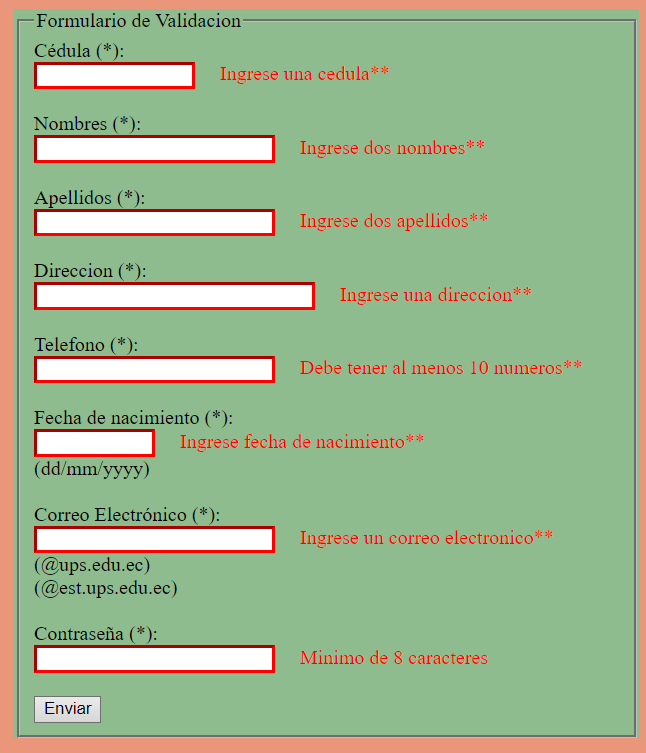 Formulario de Validacion
Cédula (*):
Ingrese una cedula**
Nombres (*):
Ingrese dos nombres**
Apellidos (*):
Ingrese dos apellidos**
Direccion (*):
Ingrese una direccion**
Telefono (*):
Debe tener al menos 10 numeros**
Fecha de nacimiento (*):
Ingrese fecha de nacimiento**
(dd/mm/yyyy)
Correo Electrónico (*):
Ingrese un correo electronico**
(@ups.edu.ec)
(@est.ups.edu.ec)
Contraseña (*):
Minimo de 8 caracteres
Enviar